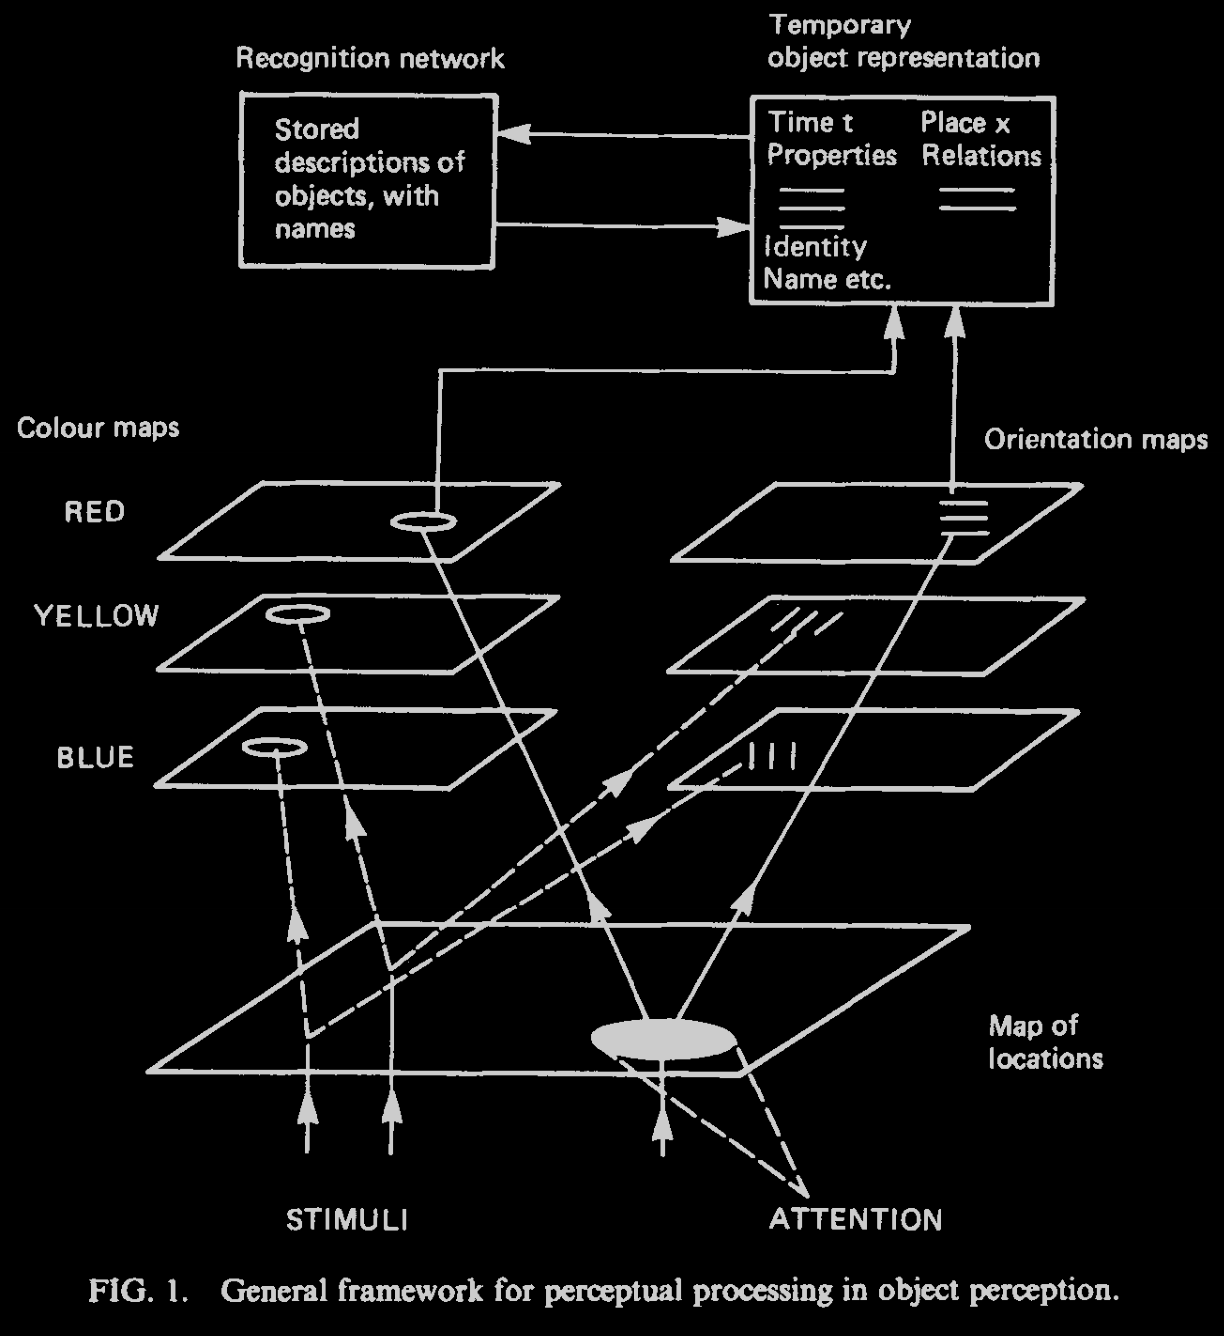 Recognition network
Temporary
object representation
Stored
descriptions of
objects, with
names
Time t Place x
Properties Relations
Identity
Name etc.
Colour maps
Orientation maps
RED
YELLOW
BLUE
Map of
locations
STIMULI
ATTENTION
FIG. 1. General framework for perceptual processing in object perception.